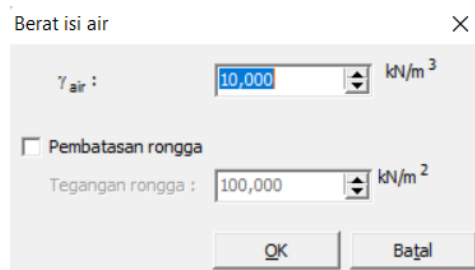 Berat isi air
γ air : 10,000 kN/m 3
Pembatasan rongga
Tegangan rongga : 100,000 kN/m 2
OK Batal